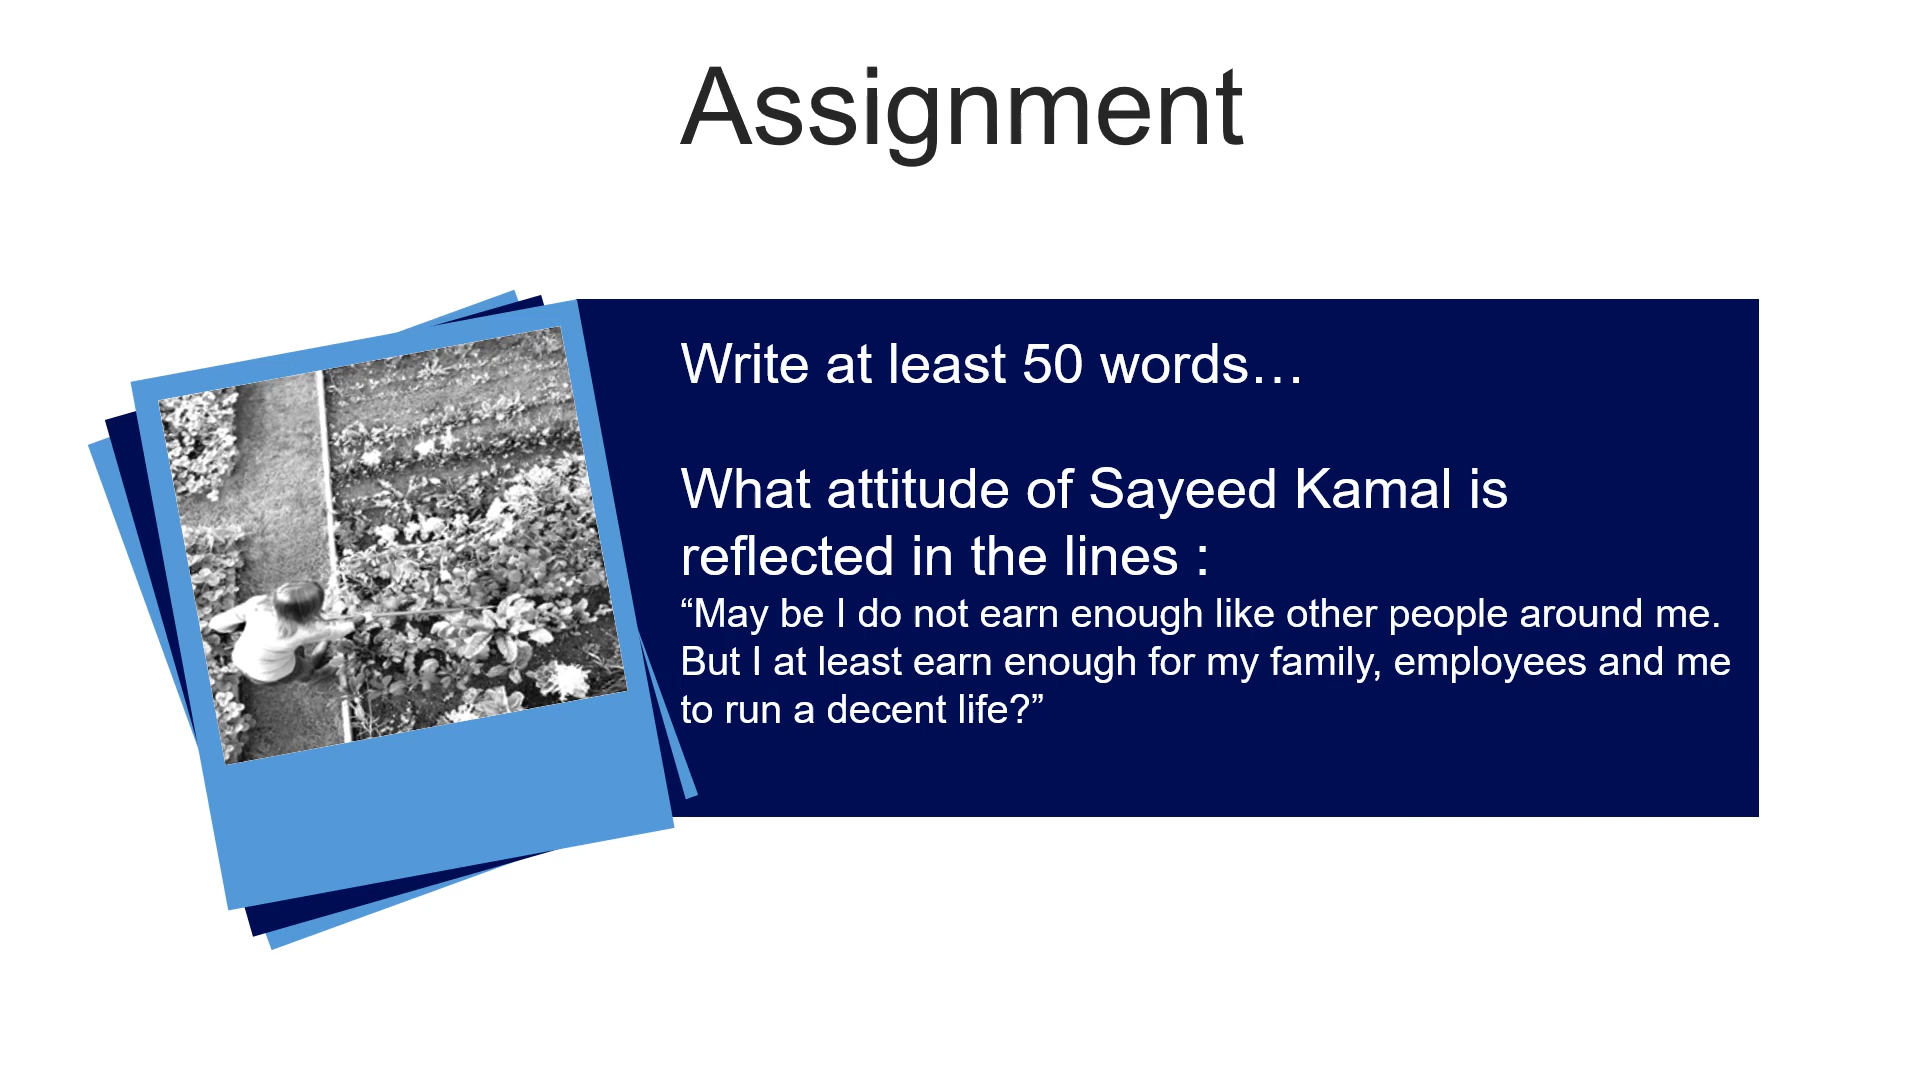 Assignment
Write at least 50 words…
What attitude of Sayeed Kamal is
reflected in the lines :
“May be I do not earn enough like other people around me.
But I at least earn enough for my family, employees and me
to run a decent life?”